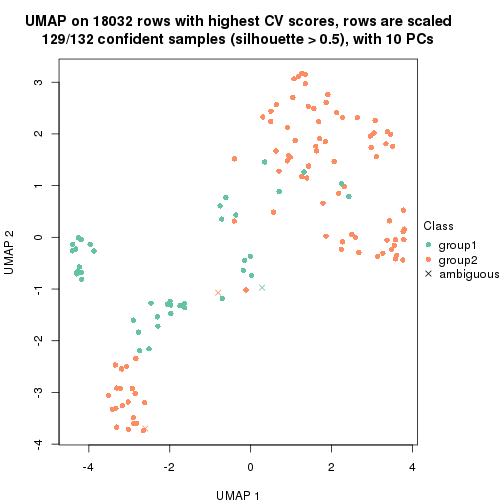 UMAP on 18032 rows with highest CV scores, rows are scaled
129/132 confident samples (silhouette > 0.5), with 10 PCs
3
2
1
0
-1
-2
-3
-4
UMAP 2
-4
-2
0
2
4
UMAP 1
Class
group1
group2
ambiguous